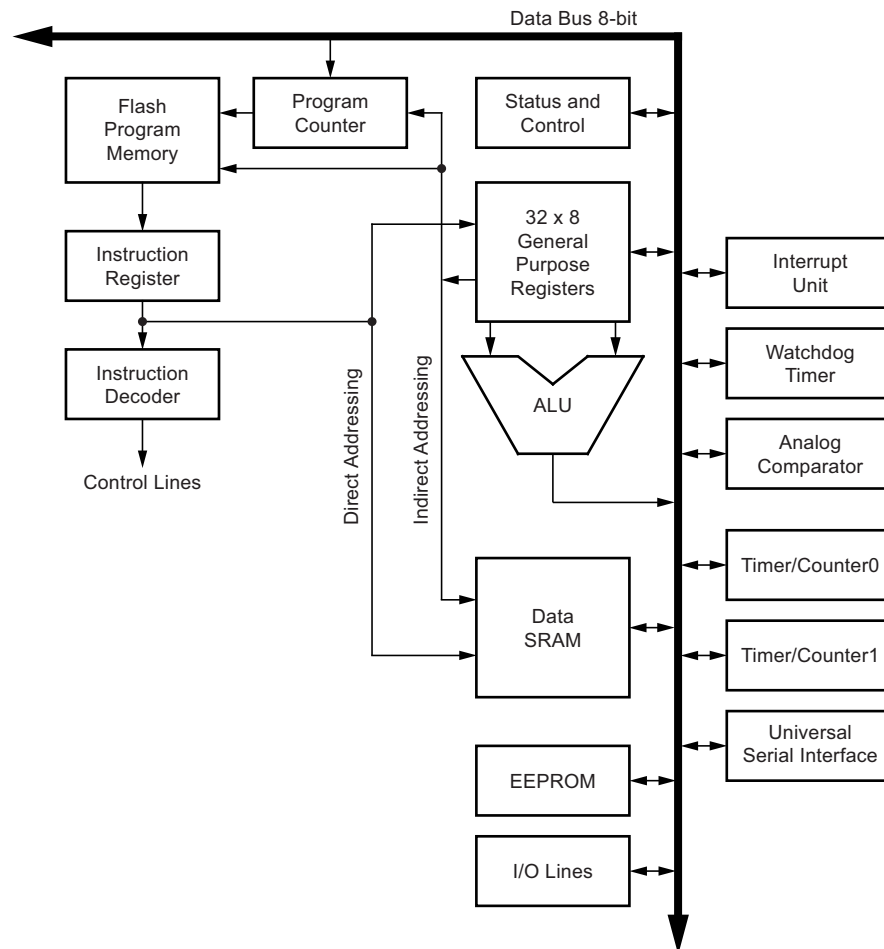 Data Bus 8-bit
Flash
Program
Memory
Program
Counter
Status and
Control
32 x 8
General
Purpose
Registers
Instruction
Register
Interrupt
Unit
Instruction
Decoder
Watchdog
Timer
ALU
Analog
Comparator
Control Lines
Direct Addressing
Indirect Addressing
Timer/Counter0
Data
SRAM
Timer/Counter1
Universal
Serial Interface
EEPROM
I/O Lines